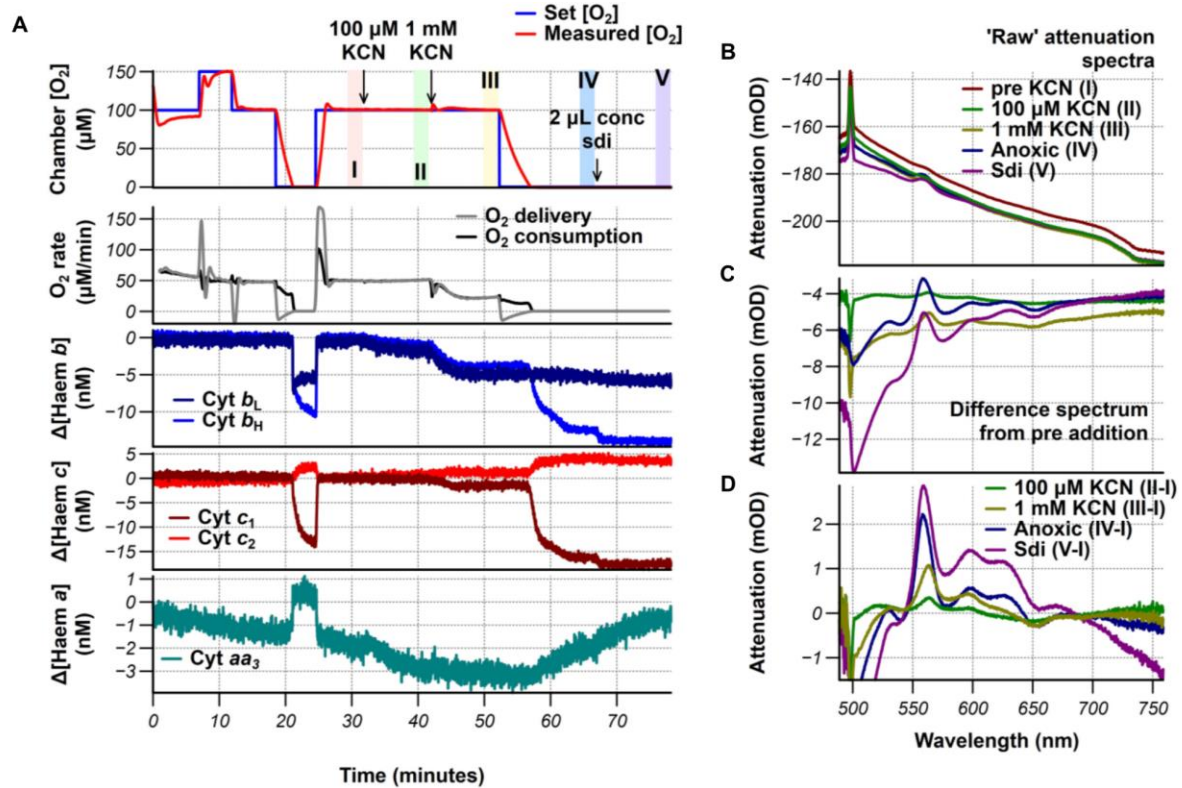 A
100 µM
KCN
1 mM
KCN
Set [O₂]
Measured [O₂]
Chamber [O₂]
(µM)
150
100
50
0
I
II
III
IV
V
2 µL conc
sdi
O₂ rate
(µM/min)
150
100
50
0
O₂ delivery
O₂ consumption
Δ[Haem b]
(nM)
0
−5
−10
Cyt bL
Cyt bH
Δ[Haem c]
(nM)
5
0
−5
−10
−15
Cyt c₁
Cyt c₂
Δ[Haem a]
(nM)
1
0
−1
−2
−3
Cyt aa₃
0 10 20 30 40 50 60 70
Time (minutes)
B
'Raw' attenuation
spectra
Attenuation (mOD)
−140
−160
−180
−200
pre KCN (I)
100 µM KCN (II)
1 mM KCN (III)
Anoxic (IV)
Sdi (V)
C
Attenuation (mOD)
−4
−6
−8
−10
−12
Difference spectrum
from pre addition
D
Attenuation (mOD)
2
1
0
−1
100 µM KCN (II-I)
1 mM KCN (III-I)
Anoxic (IV-I)
Sdi (V-I)
500 550 600 650 700 750
Wavelength (nm)